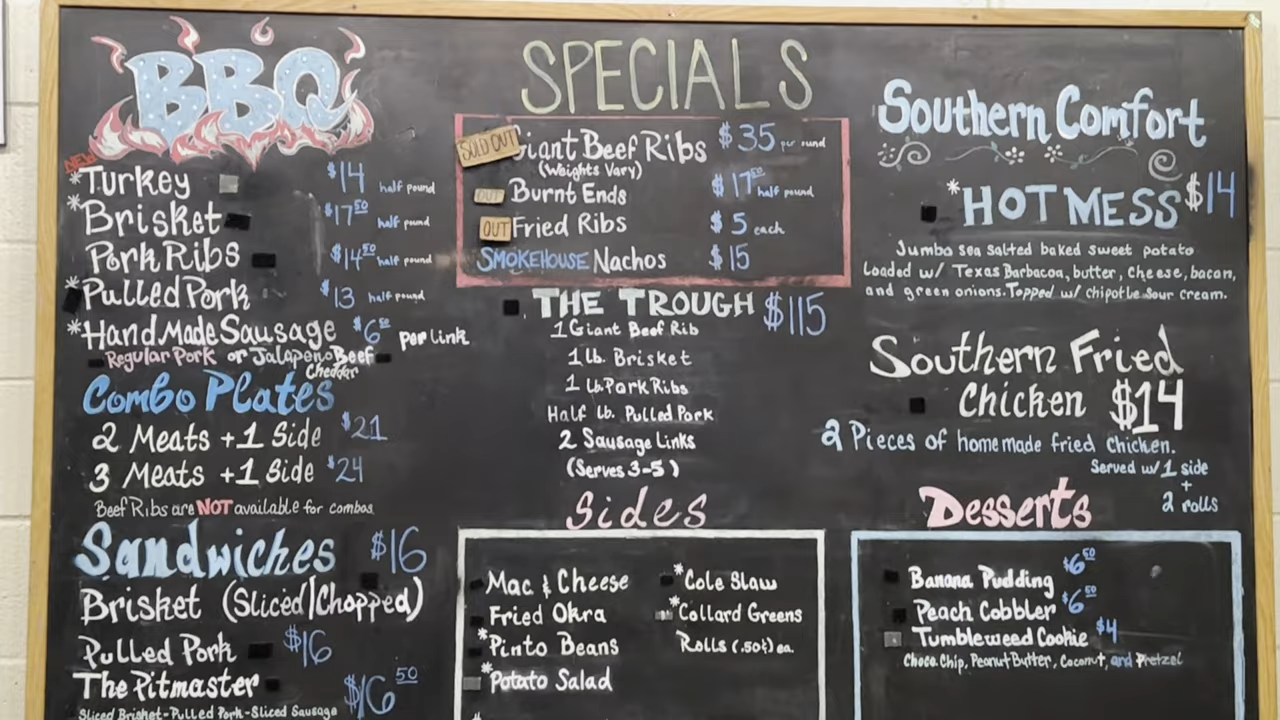 BBQ
NEW
*Turkey $14 half pound
*Brisket $17 50 half pound
Pork Ribs $14 50 half pound
*Pulled Pork $13 half pound
*Hand Made Sausage $6 50 per link
Regular Pork or Jalapeno Beef
Cheddar
Combo Plates
2 Meats +1 Side $21
3 Meats +1 Side $24
Beef Ribs are NOT available for combos
Sandwiches $16
Brisket (Sliced/Chopped)
Pulled Pork $16
The Pitmaster $16 50
Sliced Brisket-Pulled Pork-Sliced Sausage
SPECIALS
SOLD OUT Giant Beef Ribs $35 per
(Weights Vary)
OUT Burnt Ends $17 50 half pound
OUT Fried Ribs $5 each
SMOKEHOUSE Nachos $15
THE TROUGH $115
1 Giant Beef Rib
1 lb. Brisket
1 lb. Pork Ribs
Half lb. Pulled Pork
2 Sausage Links
(Serves 3-5)
Sides
Mac & Cheese
Fried Okra
*Pinto Beans
*Potato Salad
*Cole Slaw
*Collard Greens
Rolls (.50¢) ea.
Southern Comfort
*HOT MESS $14
Jumbo sea salted baked sweet potato
Loaded w/ Texas Barbacoa, butter, cheese, bacon,
and green onions. Topped w/ chipotle sour cream.
Southern Fried
Chicken $14
2 Pieces of homemade fried chicken.
Served w/ 1 side
+
2 rolls
Desserts
Banana Pudding $6 50
Peach Cobbler $6 50
Tumbleweed Cookie $4
Choco. Chip, Peanut Butter, Coconut, and Pretzel